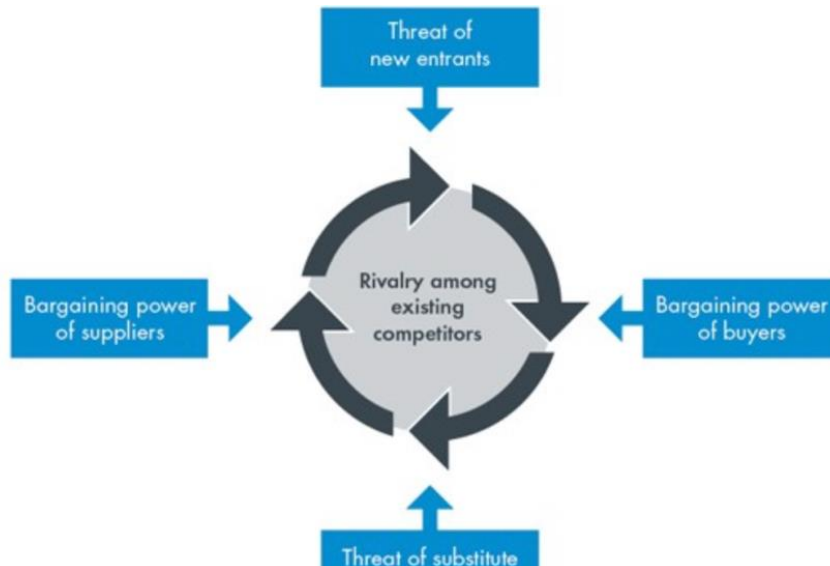 Threat of
new entrants
Rivalry among
existing
competitors
Bargaining power
of suppliers
Bargaining power
of buyers
Threat of substitute